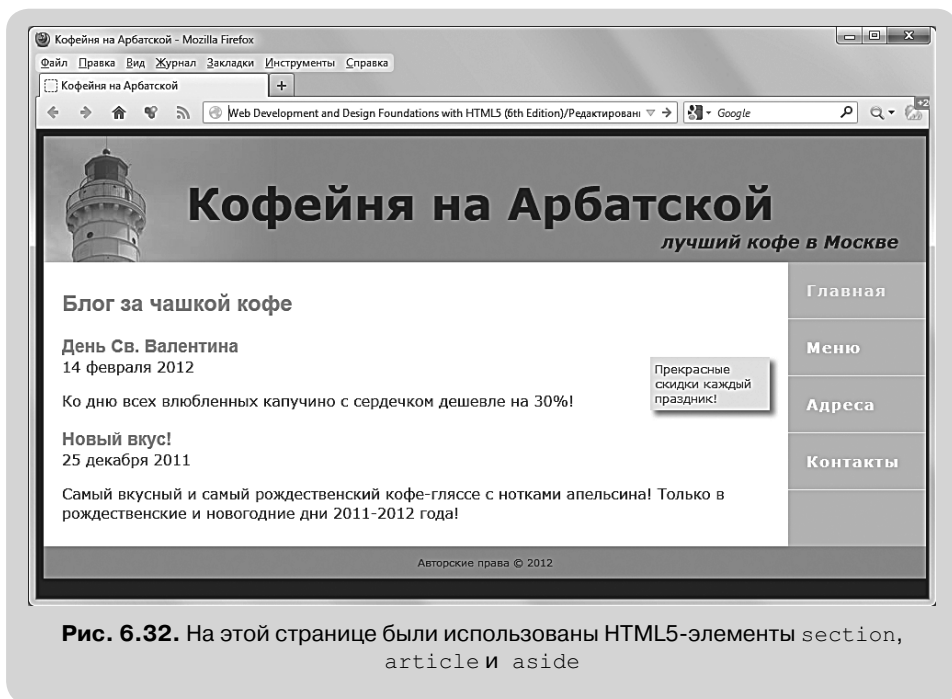 Кофейня на Арбатской - Mozilla Firefox
Файл Правка Вид Журнал Закладки Инструменты Справка
Кофейня на Арбатской +
Web Development and Design Foundations with HTML5 (6th Edition)/Редактировани
Google
+2
Кофейня на Арбатской
лучший кофе в Москве
Блог за чашкой кофе
День Св. Валентина
14 февраля 2012
Ко дню всех влюбленных капучино с сердечком дешевле на 30%!
Прекрасные
скидки каждый
праздник!
Новый вкус!
25 декабря 2011
Самый вкусный и самый рождественский кофе-гляссе с нотками апельсина! Только в
рождественские и новогодние дни 2011-2012 года!
Главная
Меню
Адреса
Контакты
Авторские права © 2012
Рис. 6.32. На этой странице были использованы HTML5-элементы section,
article и aside